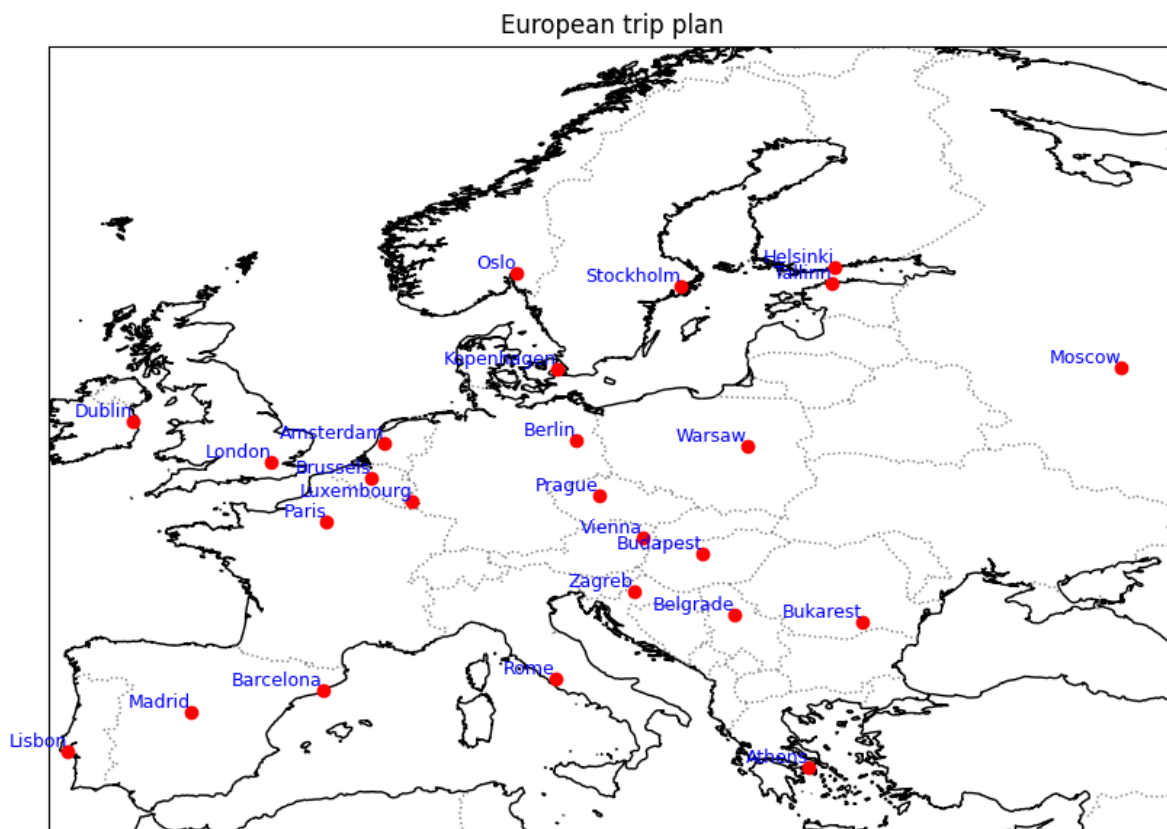 European trip plan
Oslo
Helsinki
Stockholm
Tallinn
Kopenhagen
Moscow
Dublin
Amsterdam
Berlin
Warsaw
London
Brussels
Luxembourg
Prague
Paris
Vienna
Budapest
Zagreb
Belgrade
Bukarest
Barcelona
Rome
Madrid
Lisbon
Athens